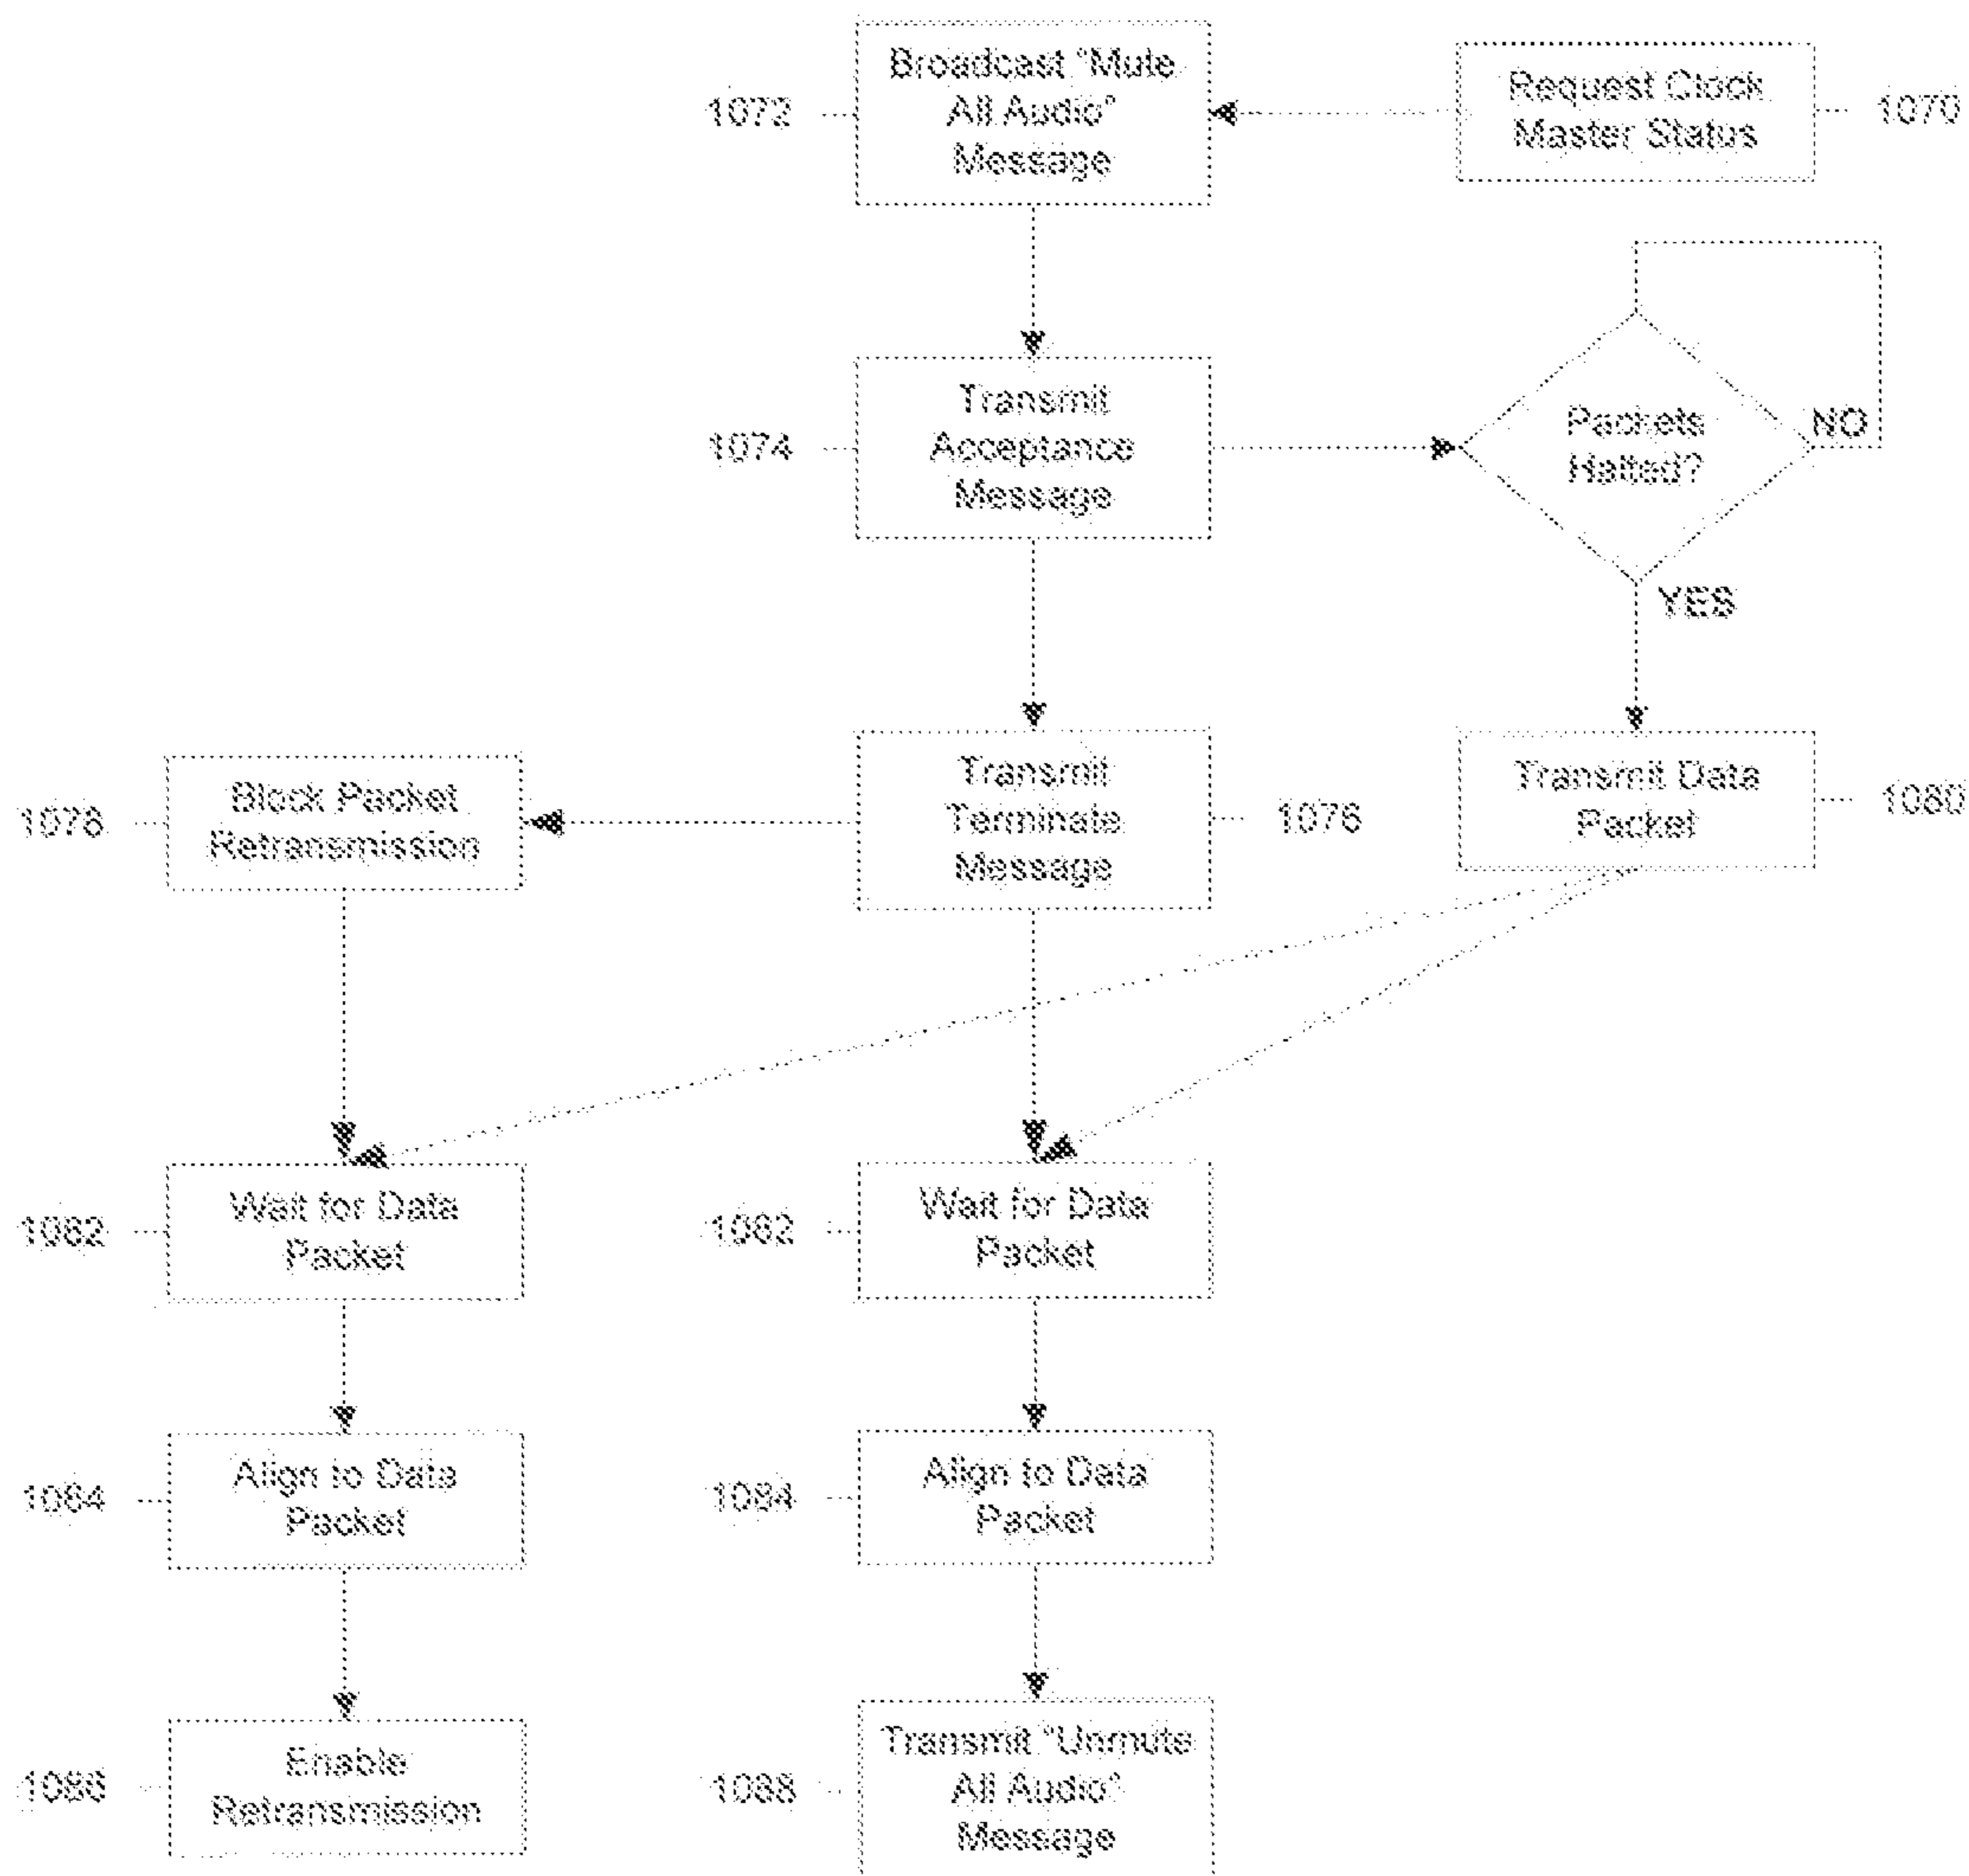 Broadcast "Mute
All Audio"
Message
1072
Request Clock
Master Status
1070
Transmit
Acceptance
Message
1074
Packets
Halted?
NO
YES
Block Packet
Retransmission
1078
Transmit
Terminate
Message
1076
Transmit Data
Packet
1080
Wait for Data
Packet
1082
Wait for Data
Packet
1082
Align to Data
Packet
1084
Align to Data
Packet
1084
Enable
Retransmission
1086
Transmit "Unmute
All Audio"
Message
1088